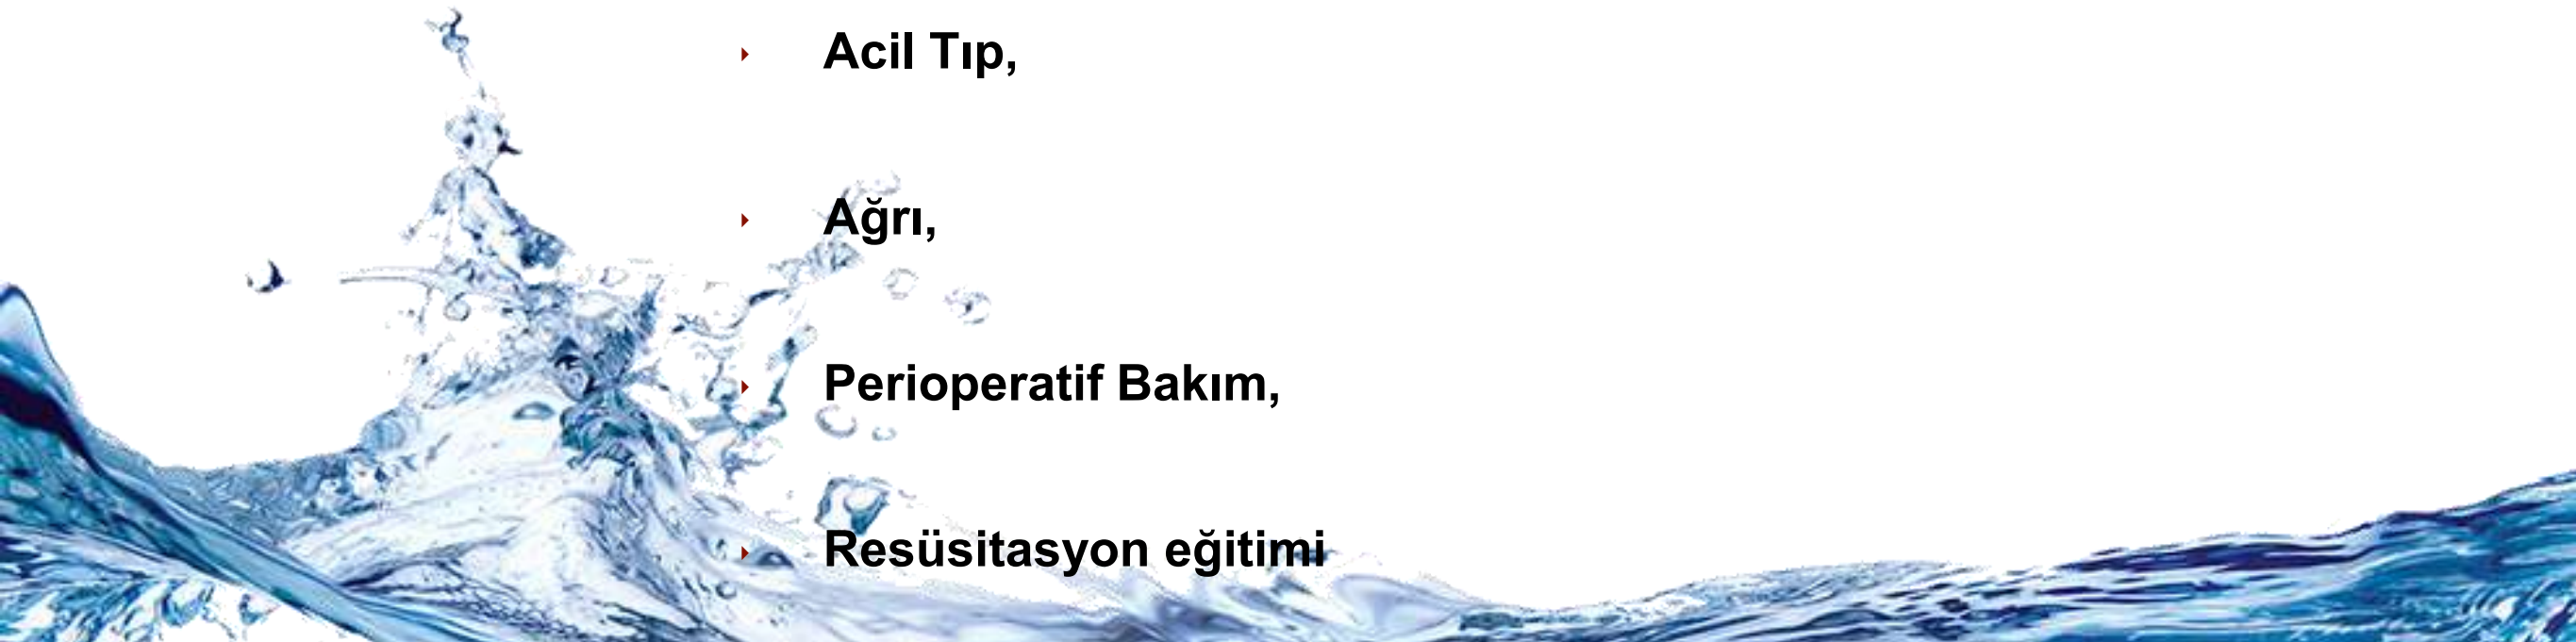 Acil Tıp,
Ağrı,
Perioperatif Bakım,
Resüsitasyon eğitimi